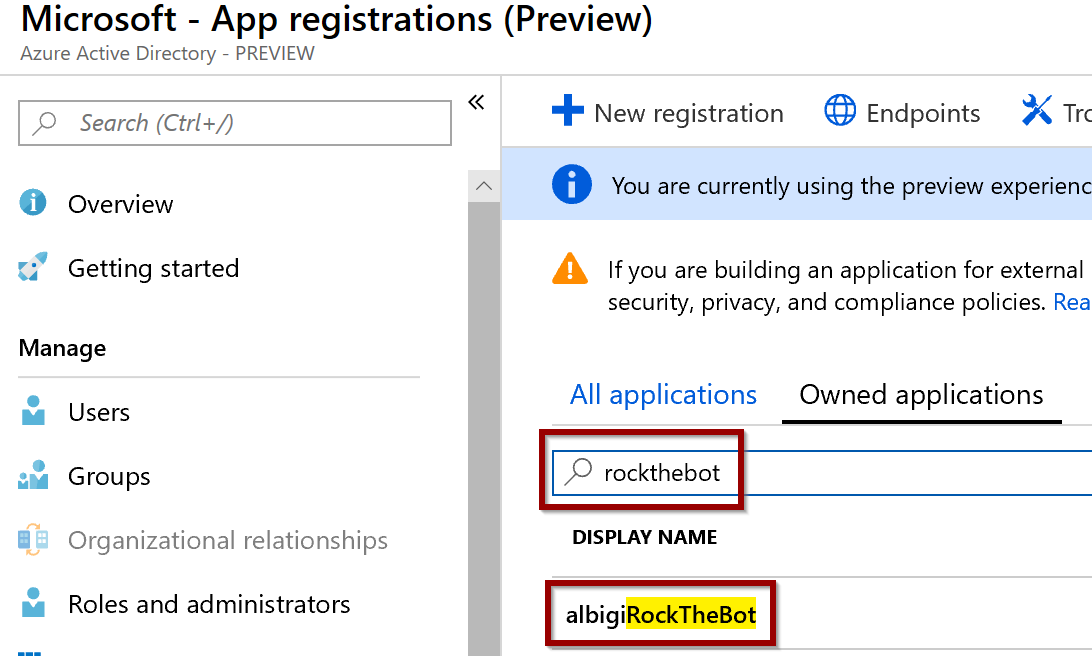 Microsoft - App registrations (Preview)
Azure Active Directory - PREVIEW
Search (Ctrl+/)
Overview
Getting started
Manage
Users
Groups
Organizational relationships
Roles and administrators
New registration
Endpoints
Tro
You are currently using the preview experienc
If you are building an application for external
security, privacy, and compliance policies. Rea
All applications
Owned applications
rockthebot
DISPLAY NAME
albigiRockTheBot